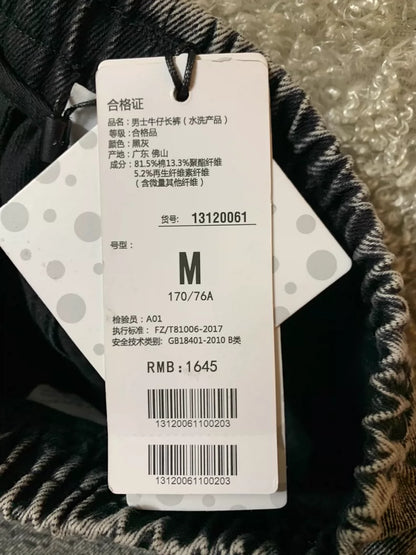 合格证
品名:男士牛仔长裤(水洗产品)
等级:合格品
颜色:黑灰
产地:广东 佛山
成分:81.5%棉13.3%聚酯纤维
5.2%再生纤维素纤维
(含微量其他纤维)
货号: 13120061
号型:
M
170/76A
检验员:A01
执行标准: FZ/T81006-2017
安全技术类别: GB18401-2010 B类
RMB:1645
13120061100203
13120061100203